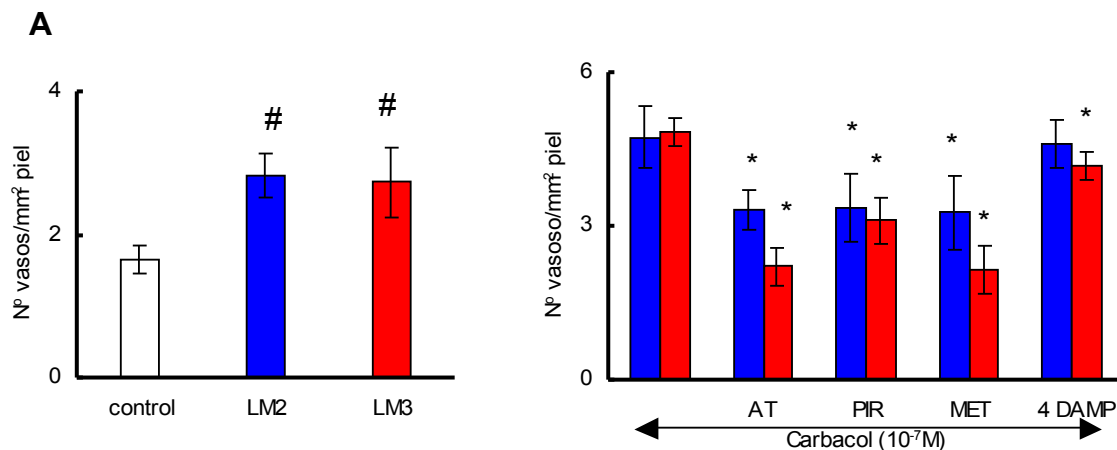 A
4
2
0
Nº vasos/mm² piel
# #
control LM2 LM3
6
3
0
Nº vasoso/mm² piel
* * * * * * *
AT PIR MET 4 DAMP
Carbacol (10⁻⁷M)